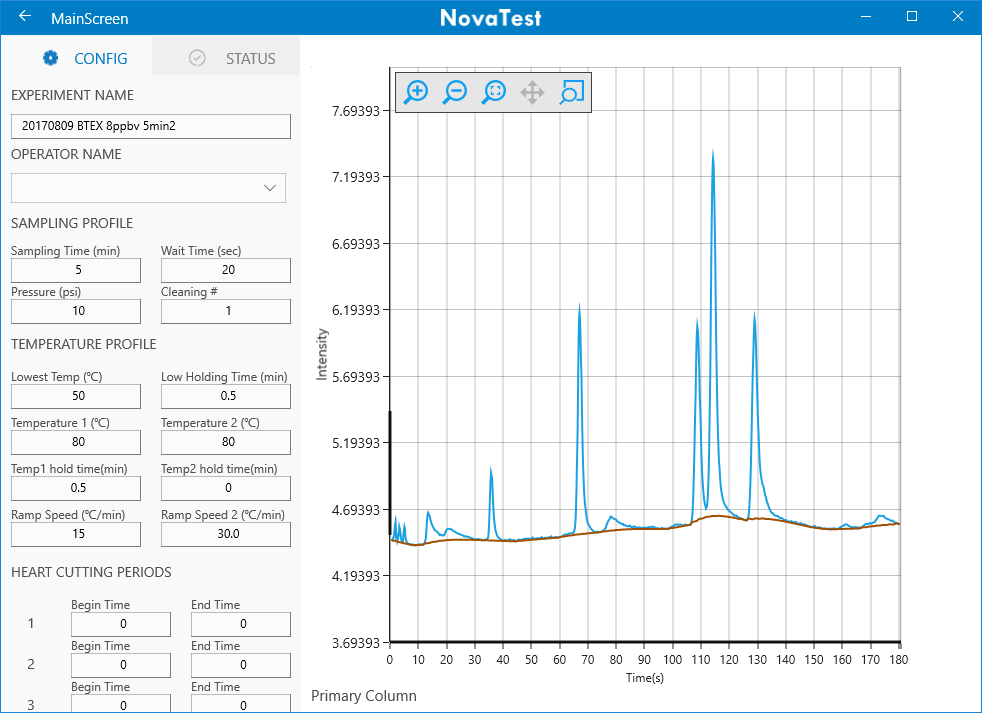 MainScreen
NovaTest
CONFIG
STATUS
EXPERIMENT NAME
20170809 BTEX 8ppbv 5min2
OPERATOR NAME
SAMPLING PROFILE
Sampling Time (min) Wait Time (sec)
5 20
Pressure (psi) Cleaning #
10 1
TEMPERATURE PROFILE
Lowest Temp (℃) Low Holding Time (min)
50 0.5
Temperature 1 (℃) Temperature 2 (℃)
80 80
Temp1 hold time(min) Temp2 hold time(min)
0.5 0
Ramp Speed (℃/min) Ramp Speed 2 (℃/min)
15 30.0
HEART CUTTING PERIODS
Begin Time End Time
1 0 0
Begin Time End Time
2 0 0
Begin Time End Time
3 0 0
7.69393
7.19393
6.69393
6.19393
5.69393
5.19393
4.69393
4.19393
3.69393
Intensity
0 10 20 30 40 50 60 70 80 90 100 110 120 130 140 150 160 170 180
Time(s)
Primary Column